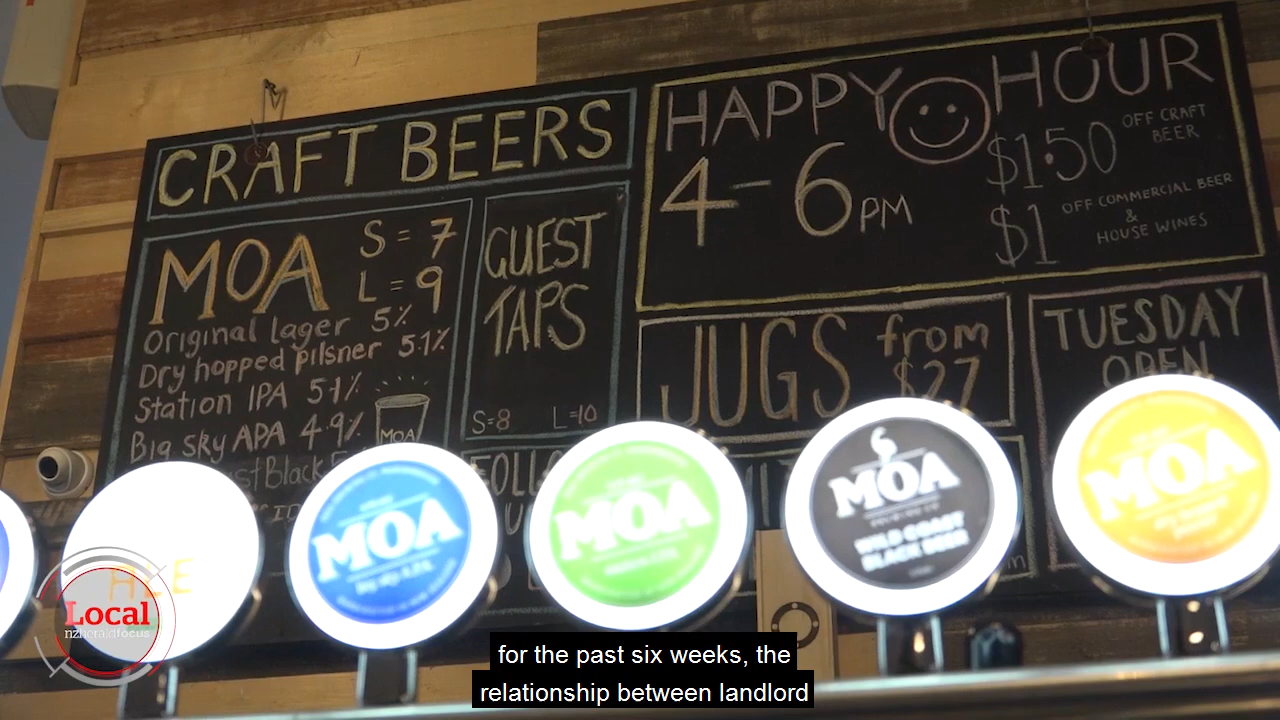 CRAFT BEERS
MOA S = 7
L = 9
Original lager 5%
Dry hopped pilsner 5.1%
Station IPA 5.1%
Big sky APA 4.9%
MOA
GUEST
TAPS
S=8 L=10
HAPPY HOUR
4-6PM
$1.50 OFF CRAFT
BEER
$1 OFF COMMERCIAL BEER
&
HOUSE WINES
JUGS from
$27
TUESDAY
OPEN
MOA
MOA
MOA
WILD COAST
BLACK BEER
MOA
Local
nzheraldfocus
for the past six weeks, the
relationship between landlord